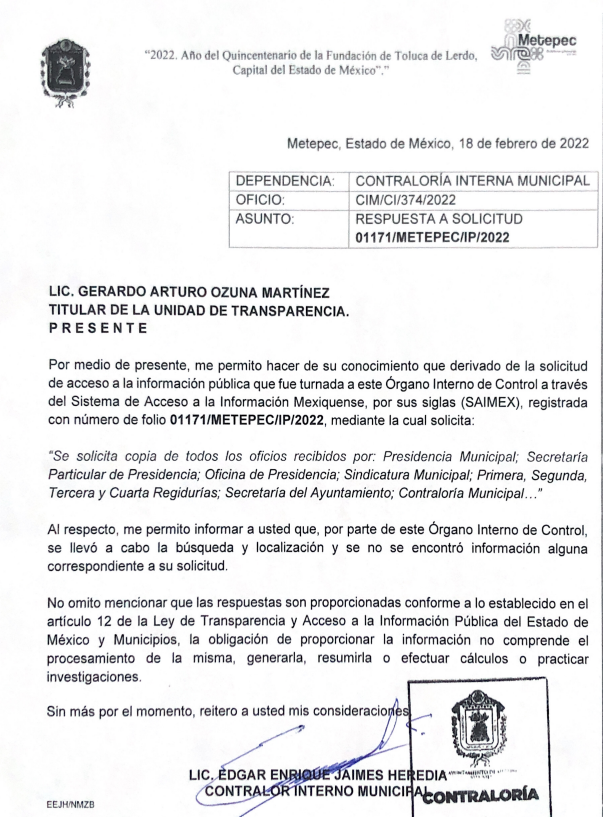 "2022. Año del Quincentenario de la Fundación de Toluca de Lerdo,
Capital del Estado de México"."
Metepec
Metepec, Estado de México, 18 de febrero de 2022
DEPENDENCIA: CONTRALORÍA INTERNA MUNICIPAL
OFICIO: CIM/CI/374/2022
ASUNTO: RESPUESTA A SOLICITUD
01171/METEPEC/IP/2022
LIC. GERARDO ARTURO OZUNA MARTÍNEZ
TITULAR DE LA UNIDAD DE TRANSPARENCIA.
P R E S E N T E
Por medio de presente, me permito hacer de su conocimiento que derivado de la solicitud
de acceso a la información pública que fue turnada a este Órgano Interno de Control a través
del Sistema de Acceso a la Información Mexiquense, por sus siglas (SAIMEX), registrada
con número de folio 01171/METEPEC/IP/2022, mediante la cual solicita:
"Se solicita copia de todos los oficios recibidos por: Presidencia Municipal; Secretaría
Particular de Presidencia; Oficina de Presidencia; Sindicatura Municipal; Primera, Segunda,
Tercera y Cuarta Regidurías; Secretaría del Ayuntamiento; Contraloría Municipal…"
Al respecto, me permito informar a usted que, por parte de este Órgano Interno de Control,
se llevó a cabo la búsqueda y localización y se no se encontró información alguna
correspondiente a su solicitud.
No omito mencionar que las respuestas son proporcionadas conforme a lo establecido en el
artículo 12 de la Ley de Transparencia y Acceso a la Información Pública del Estado de
México y Municipios, la obligación de proporcionar la información no comprende el
procesamiento de la misma, generarla, resumirla o efectuar cálculos o practicar
investigaciones.
Sin más por el momento, reitero a usted mis consideraciones
LIC. EDGAR ENRIQUE JAIMES HEREDIA
CONTRALOR INTERNO MUNICIPAL
CONTRALORÍA
EEJH/NMZB